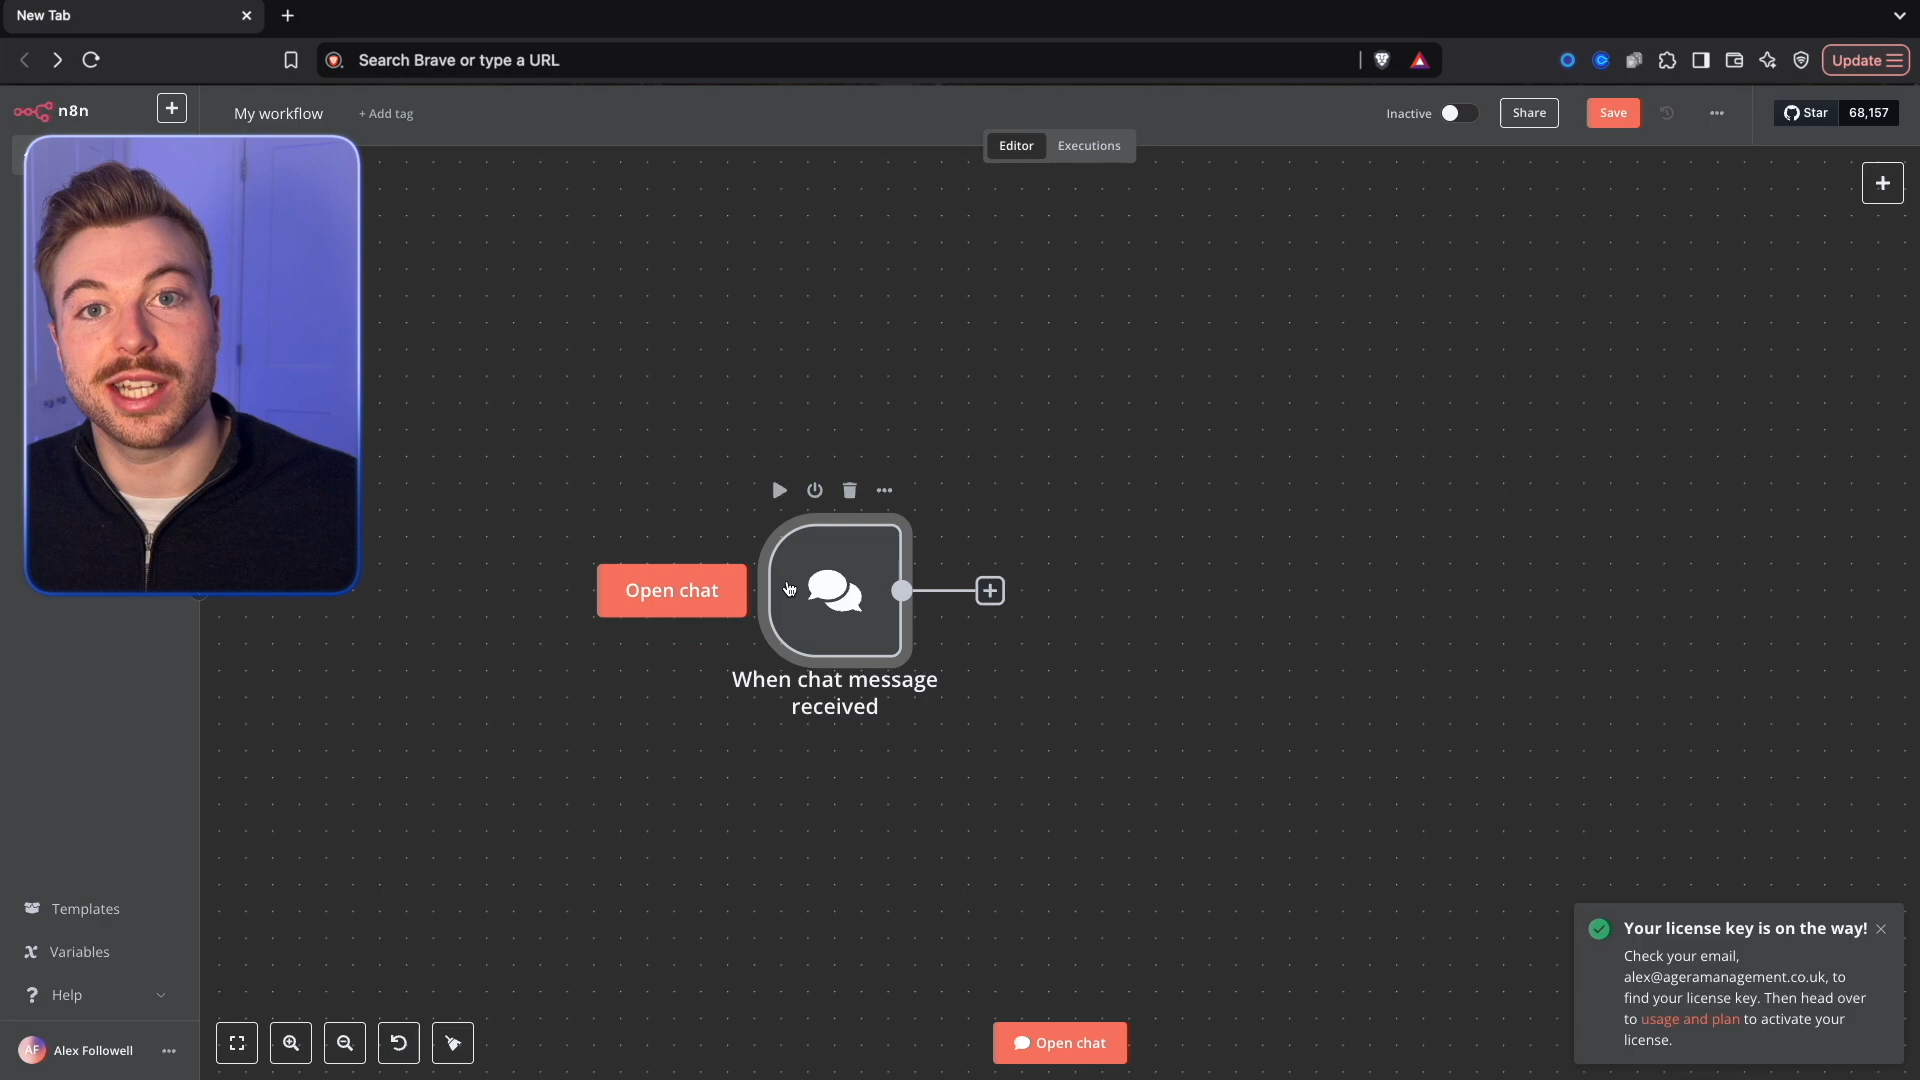 New Tab
Search Brave or type a URL
Update
n8n
My workflow
+ Add tag
Inactive
Share
Save
Star
68,157
Editor
Executions
Open chat
When chat message
received
Templates
Variables
Help
AF
Alex Followell
Open chat
Your license key is on the way!
Check your email,
alex@ageramanagement.co.uk, to
find your license key. Then head over
to usage and plan to activate your
license.